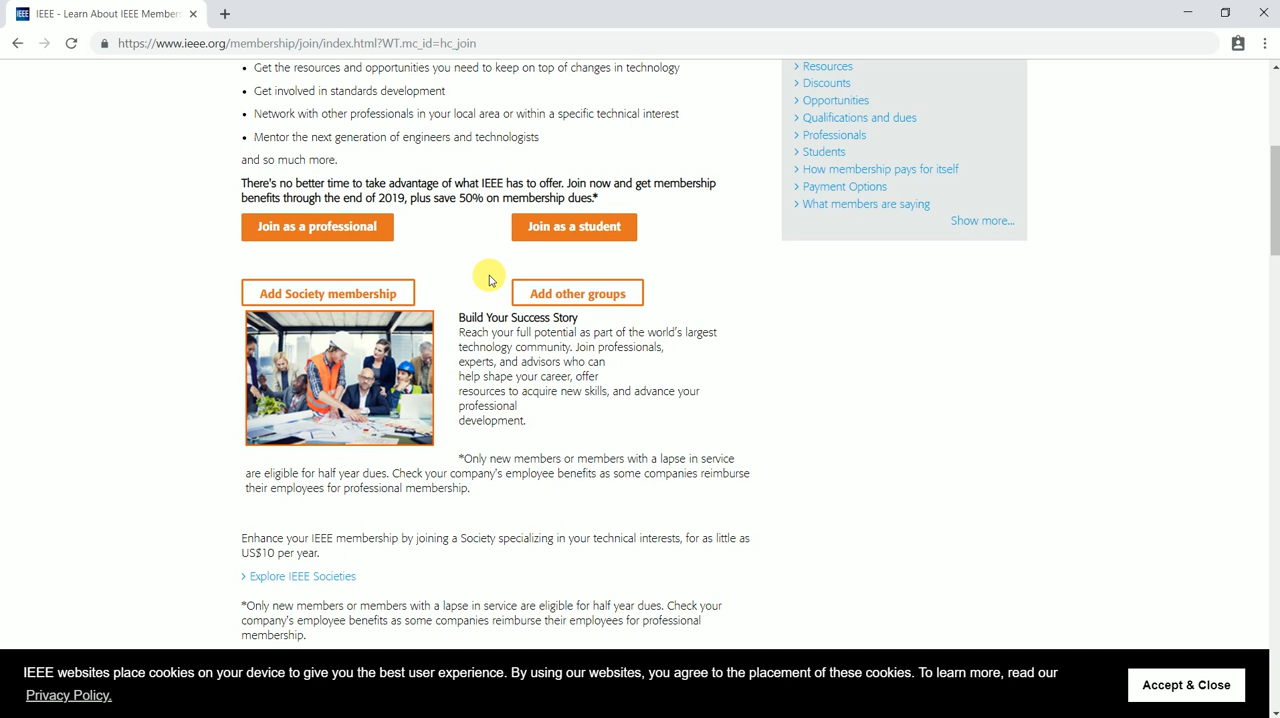 IEEE - Learn About IEEE Member
https://www.ieee.org/membership/join/index.html?WT.mc_id=hc_join
• Get the resources and opportunities you need to keep on top of changes in technology
• Get involved in standards development
• Network with other professionals in your local area or within a specific technical interest
• Mentor the next generation of engineers and technologists
and so much more.
There's no better time to take advantage of what IEEE has to offer. Join now and get membership
benefits through the end of 2019, plus save 50% on membership dues.*
Join as a professional
Join as a student
Add Society membership
Add other groups
Build Your Success Story
Reach your full potential as part of the world's largest
technology community. Join professionals,
experts, and advisors who can
help shape your career, offer
resources to acquire new skills, and advance your
professional
development.
*Only new members or members with a lapse in service
are eligible for half year dues. Check your company's employee benefits as some companies reimburse
their employees for professional membership.
Enhance your IEEE membership by joining a Society specializing in your technical interests, for as little as
US$10 per year.
> Explore IEEE Societies
*Only new members or members with a lapse in service are eligible for half year dues. Check your
company's employee benefits as some companies reimburse their employees for professional
membership.
> Resources
> Discounts
> Opportunities
> Qualifications and dues
> Professionals
> Students
> How membership pays for itself
> Payment Options
> What members are saying
Show more...
IEEE websites place cookies on your device to give you the best user experience. By using our websites, you agree to the placement of these cookies. To learn more, read our
Privacy Policy.
Accept & Close